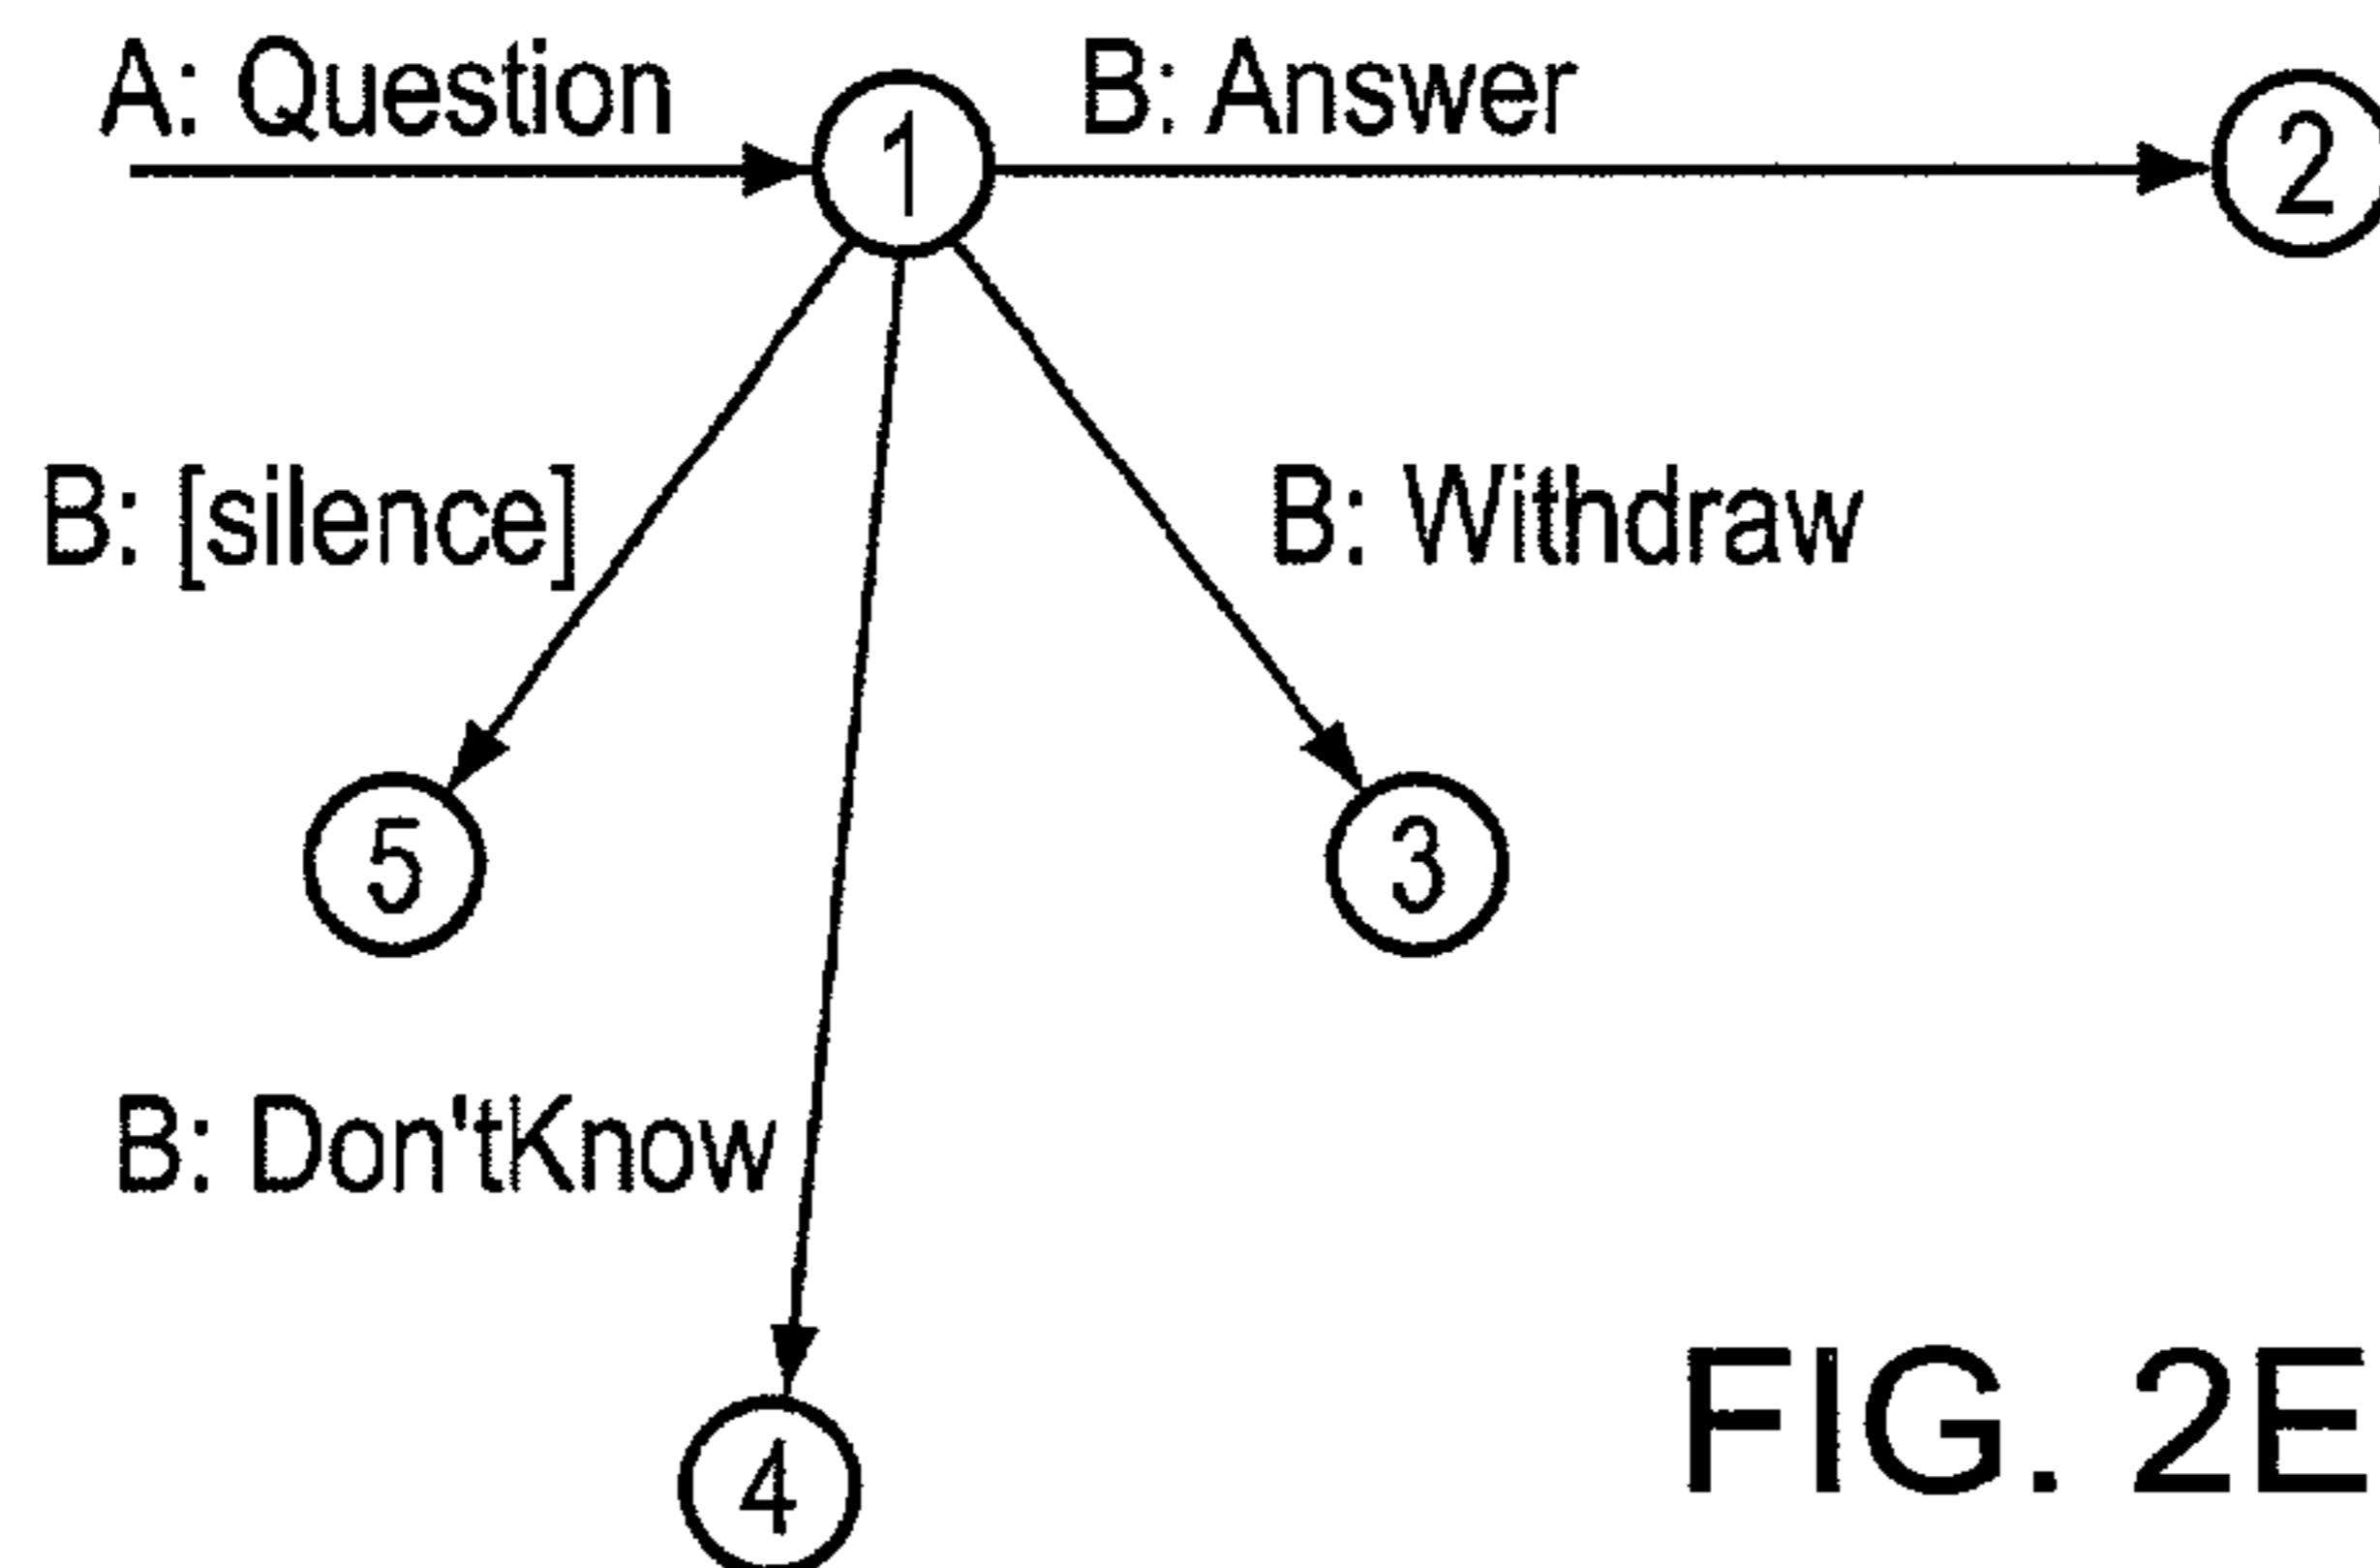 A: Question
1
B: Answer
2
B: [silence]
B: Withdraw
5
3
B: Don'tKnow
4
FIG. 2E